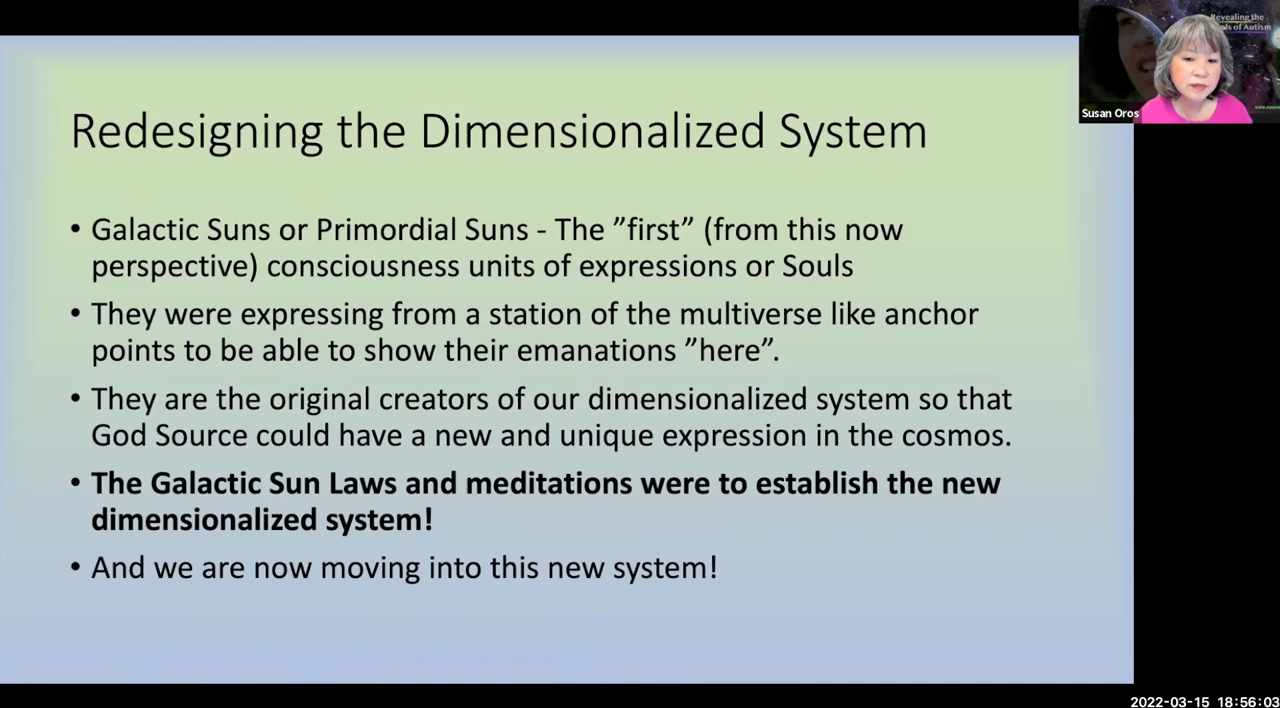 Redesigning the Dimensionalized System
• Galactic Suns or Primordial Suns - The ”first” (from this now
perspective) consciousness units of expressions or Souls
• They were expressing from a station of the multiverse like anchor
points to be able to show their emanations ”here”.
• They are the original creators of our dimensionalized system so that
God Source could have a new and unique expression in the cosmos.
• The Galactic Sun Laws and meditations were to establish the new
dimensionalized system!
• And we are now moving into this new system!
Revealing the
of Autism
Susan Oros
2022-03-15 18:56:03